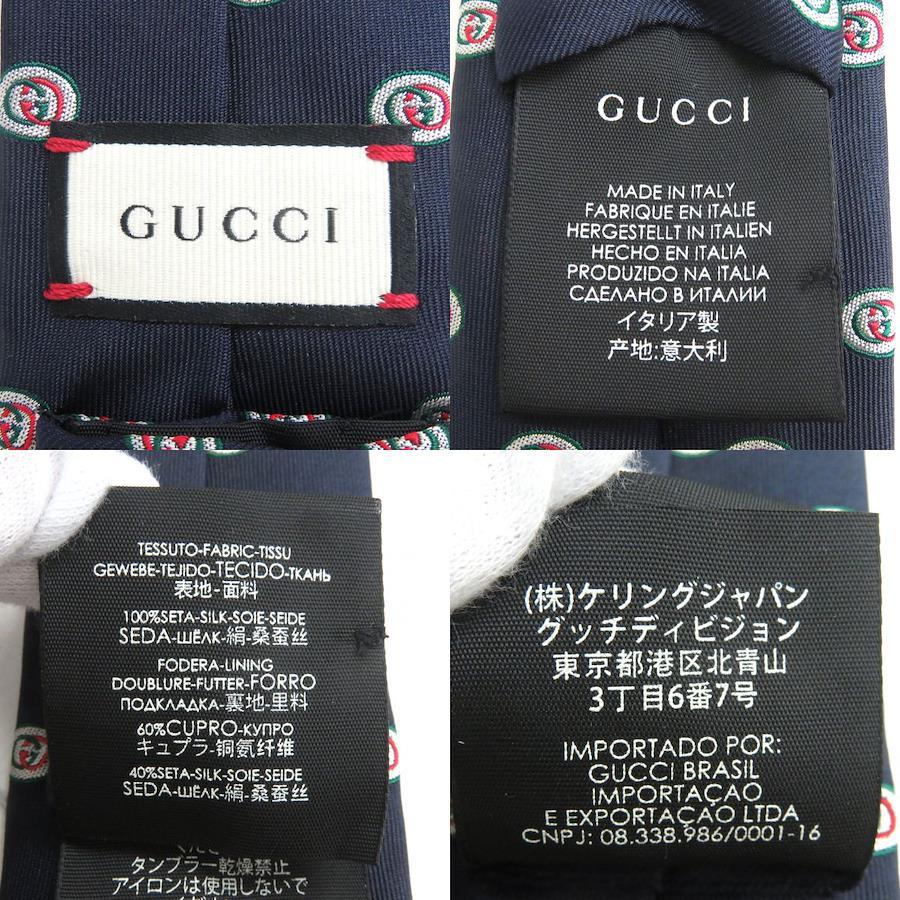 GUCCI
GUCCI
MADE IN ITALY
FABRIQUE EN ITALIE
HERGESTELLT IN ITALIEN
HECHO EN ITALIA
PRODUZIDO NA ITALIA
СДЕЛАНО В ИТАЛИИ
イタリア製
产地:意大利
TESSUTO-FABRIC-TISSU
GEWEBE-TEJIDO-TECIDO-ТКАНЬ
表地-面料
100%SETA-SILK-SOIE-SEIDE
SEDA-ШЁЛК-絹-桑蚕丝
FODERA-LINING
DOUBLURE-FUTTER-FORRO
ПОДКЛАДКА-裏地-里料
60%CUPRO-КУПРО
キュプラ-铜氨纤维
40%SETA-SILK-SOIE-SEIDE
SEDA-ШЁЛК-絹-桑蚕丝
タンブラー乾燥禁止
アイロンは使用しないで
(株)ケリングジャパン
グッチディビジョン
東京都港区北青山
3丁目6番7号
IMPORTADO POR:
GUCCI BRASIL
IMPORTAÇAO
E EXPORTAÇAO LTDA
CNPJ: 08.338.986/0001-16